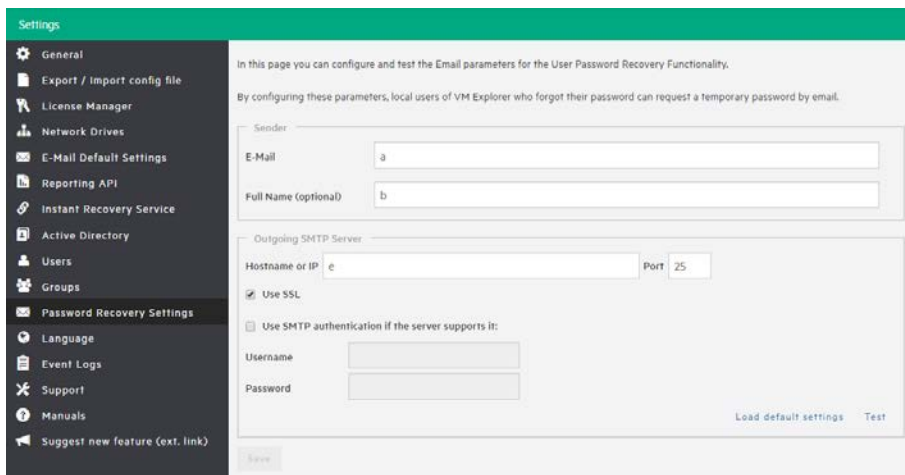 Settings
General
Export / Import config file
License Manager
Network Drives
E-Mail Default Settings
Reporting API
Instant Recovery Service
Active Directory
Users
Groups
Password Recovery Settings
Language
Event Logs
Support
Manuals
Suggest new feature (ext. link)
In this page you can configure and test the Email parameters for the User Password Recovery Functionality.
By configuring these parameters, local users of VM Explorer who forgot their password can request a temporary password by email.
Sender
E-Mail a
Full Name (optional) b
Outgoing SMTP Server
Hostname or IP e Port 25
Use SSL
Use SMTP authentication if the server supports it:
Username
Password
Load default settings Test
Save